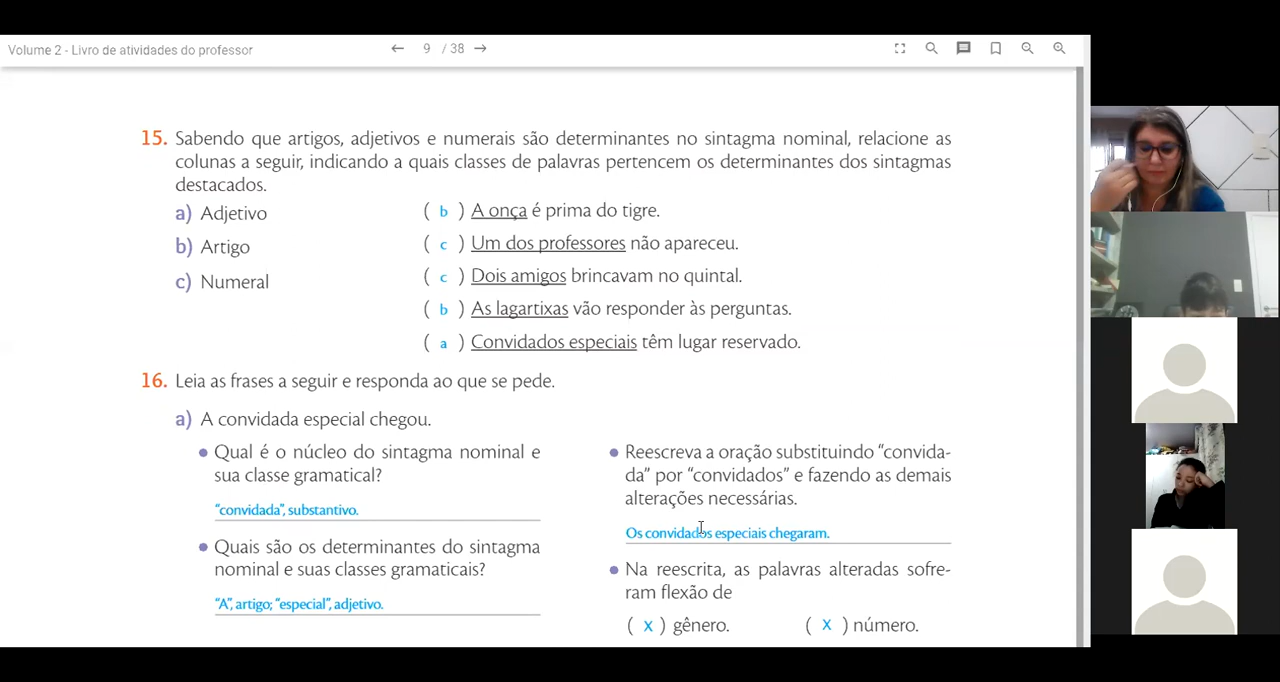 Volume 2 - Livro de atividades do professor
9 / 38
15. Sabendo que artigos, adjetivos e numerais são determinantes no sintagma nominal, relacione as
colunas a seguir, indicando a quais classes de palavras pertencem os determinantes dos sintagmas
destacados.
a) Adjetivo
b) Artigo
c) Numeral
( b ) A onça é prima do tigre.
( c ) Um dos professores não apareceu.
( c ) Dois amigos brincavam no quintal.
( b ) As lagartixas vão responder às perguntas.
( a ) Convidados especiais têm lugar reservado.
16. Leia as frases a seguir e responda ao que se pede.
a) A convidada especial chegou.
• Qual é o núcleo do sintagma nominal e
sua classe gramatical?
"convidada", substantivo.
• Quais são os determinantes do sintagma
nominal e suas classes gramaticais?
"A", artigo; "especial", adjetivo.
• Reescreva a oração substituindo "convida-
da" por "convidados" e fazendo as demais
alterações necessárias.
Os convidados especiais chegaram.
• Na reescrita, as palavras alteradas sofre-
ram flexão de
( x ) gênero. ( x ) número.